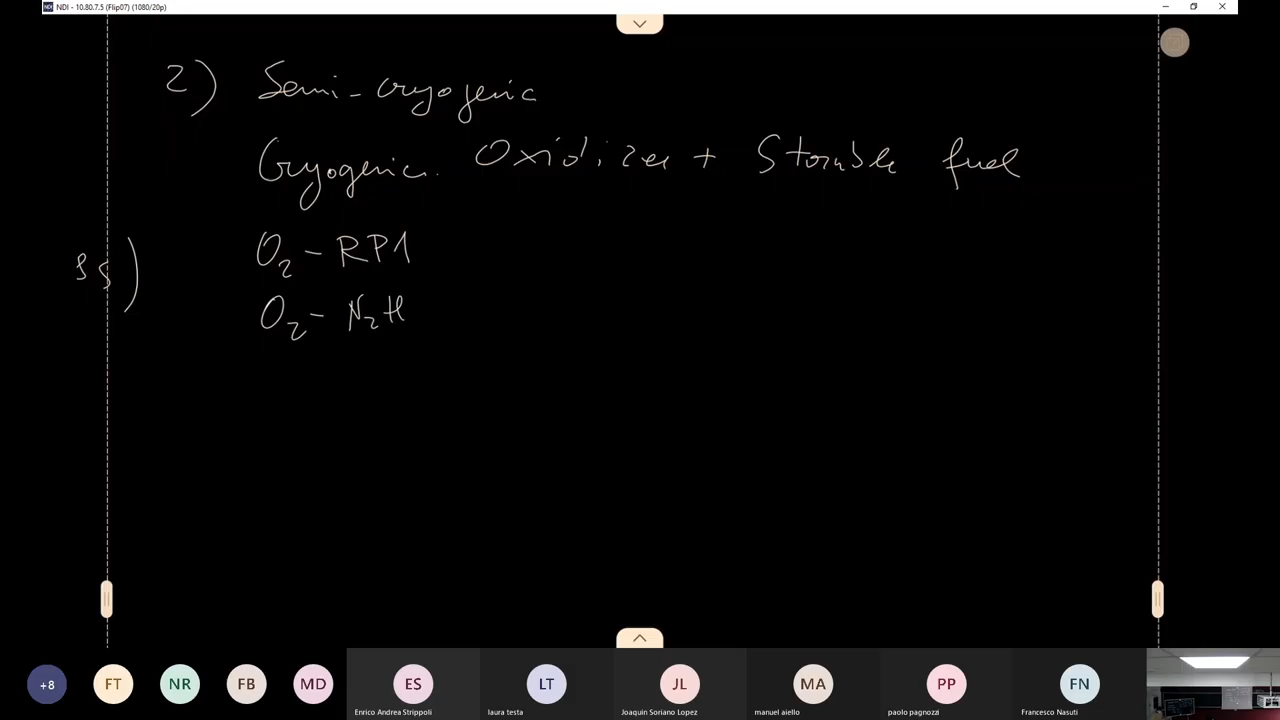 NDI - 10.80.7.5 (Flip07) (1080/20p)
2) Semi-cryogenic
Cryogenic Oxidizer + Storable fuel
O2 - RP1
O2 - N2H
+8 FT NR FB MD ES LT JL MA PP FN
Enrico Andrea Strippoli laura testa Joaquin Soriano Lopez manuel aiello paolo pagnozzi Francesco Nasuti